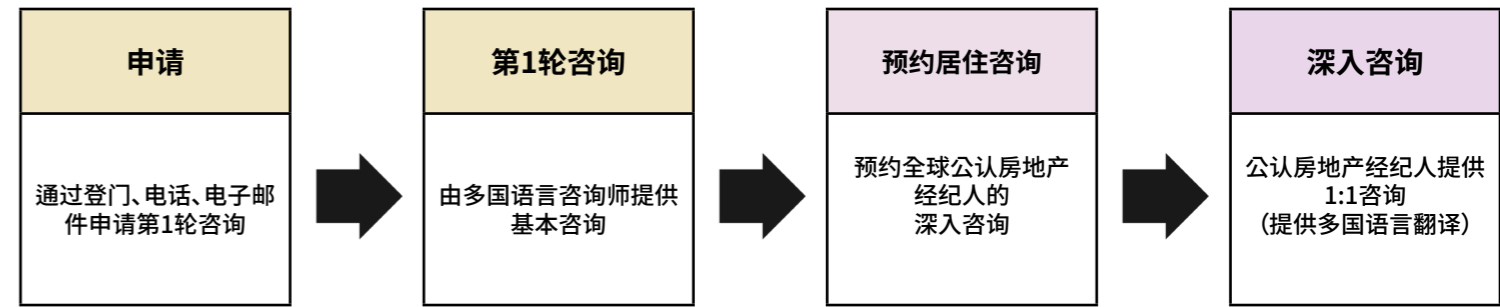 申请
通过登门、电话、电子邮
件申请第1轮咨询
第1轮咨询
由多国语言咨询师提供
基本咨询
预约居住咨询
预约全球公认房地产
经纪人的
深入咨询
深入咨询
公认房地产经纪人提供
1:1咨询
（提供多国语言翻译）